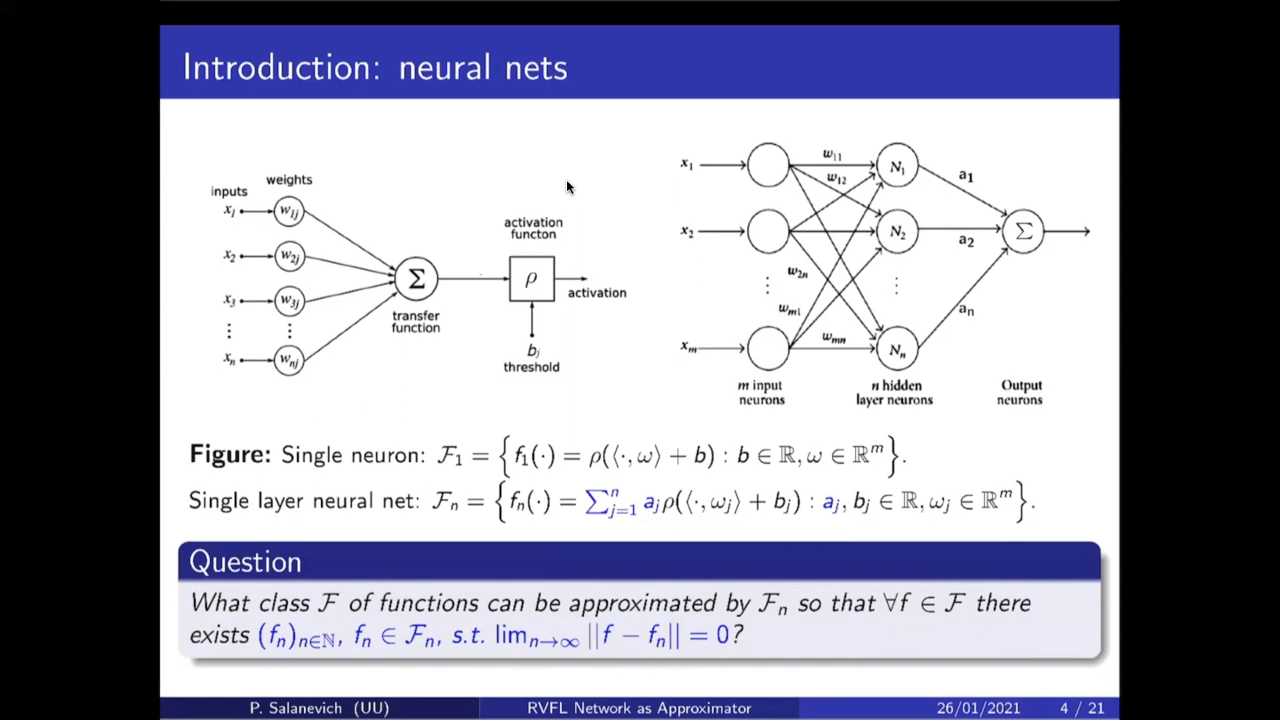 Introduction: neural nets
inputs
weights
x₁
w₁ⱼ
x₂
w₂ⱼ
x₃
w₃ⱼ
⋮
⋮
xₙ
wₙⱼ
Σ
transfer
function
activation
functon
ρ
activation
bⱼ
threshold
x₁
w₁₁
w₁₂
N₁
a₁
x₂
N₂
a₂
Σ
w₂ₙ
⋮
⋮
wₘ₁
aₙ
xₘ
wₘₙ
Nₙ
m input
neurons
n hidden
layer neurons
Output
neurons
Figure: Single neuron: ℱ₁ = {f₁(·) = ρ(⟨·, ω⟩ + b) : b ∈ ℝ, ω ∈ ℝᵐ}.
Single layer neural net: ℱₙ = {fₙ(·) = ∑ⁿⱼ₌₁ aⱼρ(⟨·, ωⱼ⟩ + bⱼ) : aⱼ, bⱼ ∈ ℝ, ωⱼ ∈ ℝᵐ}.
Question
What class ℱ of functions can be approximated by ℱₙ so that ∀f ∈ ℱ there
exists (fₙ)ₙ∈ℕ, fₙ ∈ ℱₙ, s.t. limₙ→∞ ||f − fₙ|| = 0?
P. Salanevich (UU)
RVFL Network as Approximator
26/01/2021
4 / 21